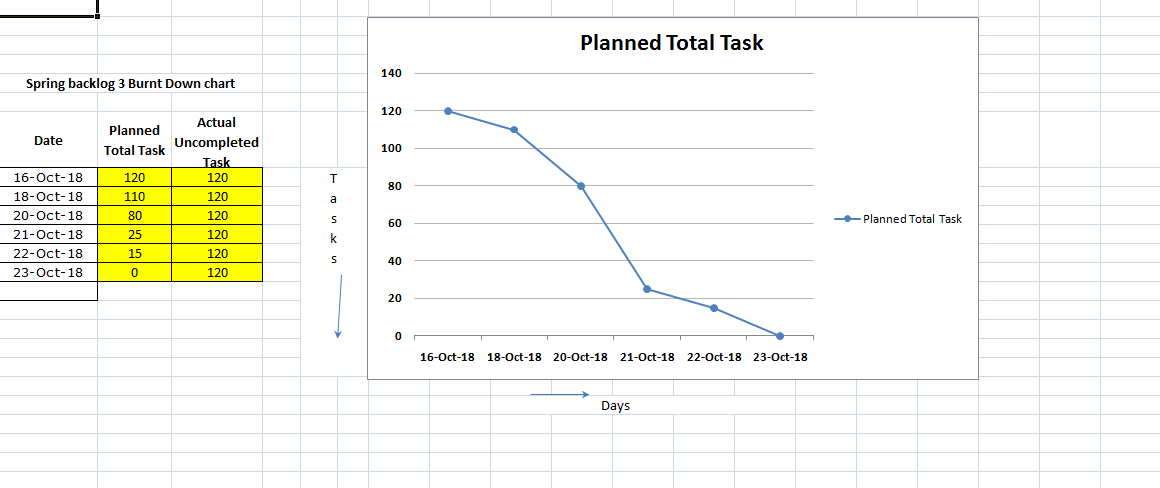 Spring backlog 3 Burnt Down chart
Date Planned Total Task Actual Uncompleted Task
16-Oct-18 120 120
18-Oct-18 110 120
20-Oct-18 80 120
21-Oct-18 25 120
22-Oct-18 15 120
23-Oct-18 0 120
T
a
s
k
s
Planned Total Task
140
120
100
80
60
40
20
0
16-Oct-18 18-Oct-18 20-Oct-18 21-Oct-18 22-Oct-18 23-Oct-18
Planned Total Task
Days